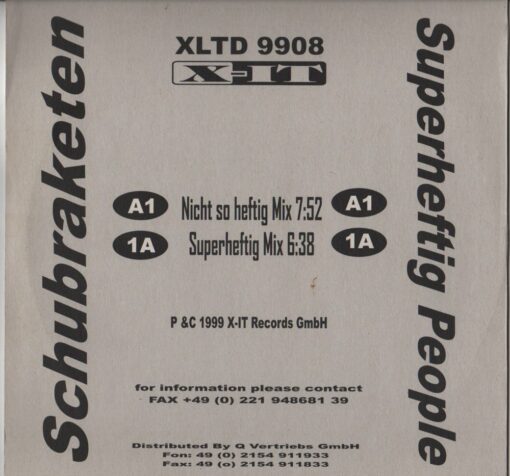 Schubraketen
XLTD 9908
X-IT
A1 Nicht so heftig Mix 7:52 A1
1A Superheftig Mix 6:38 1A
P &C 1999 X-IT Records GmbH
for information please contact
FAX +49 (0) 221 948681 39
Distributed By Q Vertriebs GmbH
Fon: 49 (0) 2154 911933
Fax: 49 (o) 2154 911833
Superheftig People